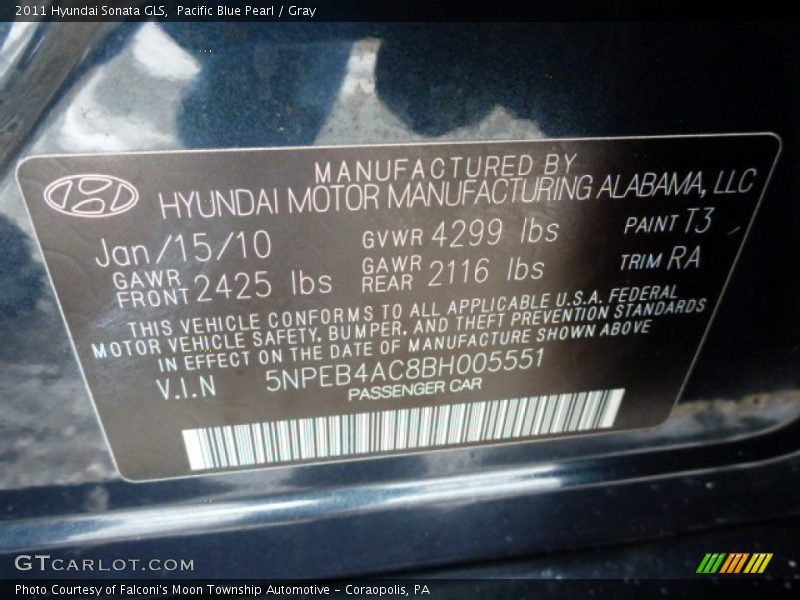 2011 Hyundai Sonata GLS, Pacific Blue Pearl / Gray
MANUFACTURED BY
HYUNDAI MOTOR MANUFACTURING ALABAMA, LLC
Jan/15/10 GVWR 4299 lbs PAINT T3
GAWR FRONT 2425 lbs GAWR REAR 2116 lbs TRIM RA
THIS VEHICLE CONFORMS TO ALL APPLICABLE U.S.A. FEDERAL
MOTOR VEHICLE SAFETY, BUMPER, AND THEFT PREVENTION STANDARDS
IN EFFECT ON THE DATE OF MANUFACTURE SHOWN ABOVE
V.I.N 5NPEB4AC8BH005551
PASSENGER CAR
GTCARLOT.COM
Photo Courtesy of Falconi's Moon Township Automotive - Coraopolis, PA